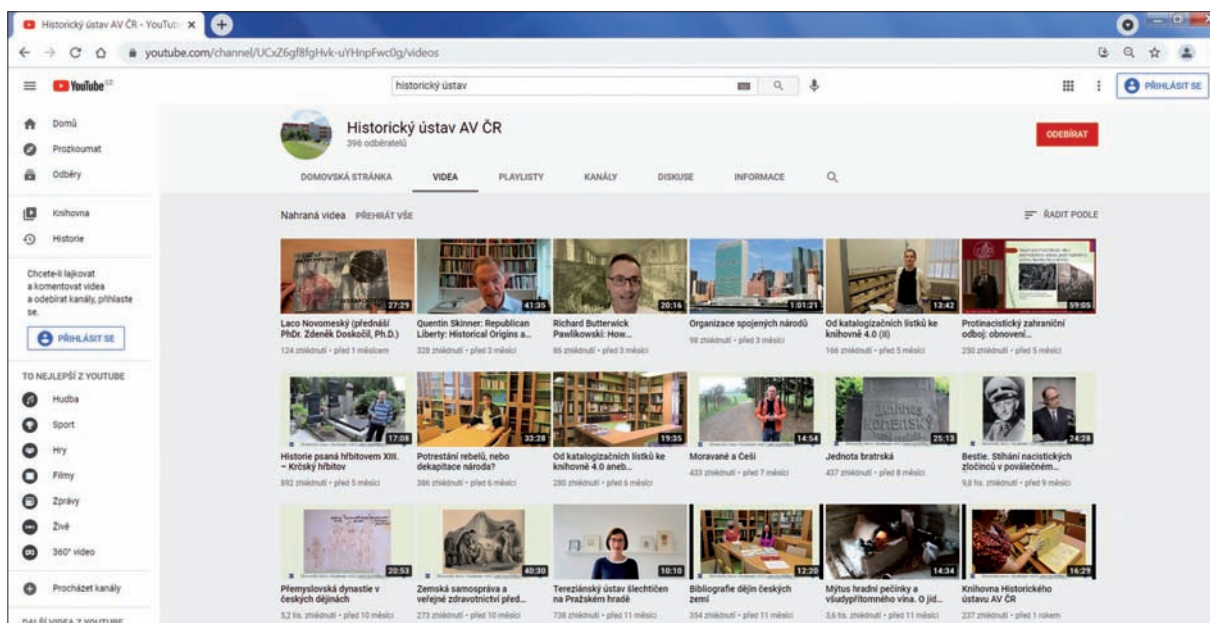 Historický ústav AV ČR - YouTub
youtube.com/channel/UCxZ6gf8fgHvk-uYHnpFwc0g/videos
YouTube CZ
historický ústav
PŘIHLÁSIT SE
Domů
Prozkoumat
Odběry
Knihovna
Historie
Chcete-li lajkovat
a komentovat videa
a odebírat kanály, přihlaste
se.
PŘIHLÁSIT SE
TO NEJLEPŠÍ Z YOUTUBE
Hudba
Sport
Hry
Filmy
Zprávy
Živě
360° video
Procházet kanály
DALŠÍ VIDEA Z YOUTUBE
Historický ústav AV ČR
396 odběratelů
ODEBÍRAT
DOMOVSKÁ STRÁNKA VIDEA PLAYLISTY KANÁLY DISKUSE INFORMACE
Nahraná videa PŘEHRÁT VŠE
ŘADIT PODLE
27:29
Laco Novomeský (přednáší
PhDr. Zdeněk Doskočil, Ph.D.)
124 zhlédnutí • před 1 měsícem
41:35
Quentin Skinner: Republican
Liberty: Historical Origins a...
328 zhlédnutí • před 3 měsíci
20:16
Richard Butterwick
Pawlikowski: How...
86 zhlédnutí • před 3 měsíci
1:01:21
Organizace spojených národů
98 zhlédnutí • před 3 měsíci
13:42
Od katalogizačních lístků ke
knihovně 4.0 (II)
166 zhlédnutí • před 5 měsíci
59:05
Protinacistický zahraniční
odboj: obnovení...
250 zhlédnutí • před 5 měsíci
17:08
Historie psaná hřbitovem XIII.
– Krčský hřbitov
892 zhlédnutí • před 5 měsíci
33:28
Potrestání rebelů, nebo
dekapitace národa?
386 zhlédnutí • před 6 měsíci
19:35
Od katalogizačních lístků ke
knihovně 4.0 aneb...
280 zhlédnutí • před 6 měsíci
14:54
Moravané a Češi
433 zhlédnutí • před 7 měsíci
KOMENSKÝ
25:13
Jednota bratrská
437 zhlédnutí • před 8 měsíci
24:28
Bestie. Stíhání nacistických
zločinců v poválečném...
9,8 tis. zhlédnutí • před 9 měsíci
20:53
Přemyslovská dynastie v
českých dějinách
5,2 tis. zhlédnutí • před 10 měsíci
40:30
Zemská samospráva a
veřejné zdravotnictví před...
273 zhlédnutí • před 10 měsíci
10:10
Tereziánský ústav šlechtičen
na Pražském hradě
738 zhlédnutí • před 11 měsíci
12:20
Bibliografie dějin českých
zemí
354 zhlédnutí • před 11 měsíci
14:34
Mýtus hradní pečínky a
všudypřítomného vína. O jíd...
3,6 tis. zhlédnutí • před 11 měsíci
16:29
Knihovna Historického
ústavu AV ČR
237 zhlédnutí • před 1 rokem